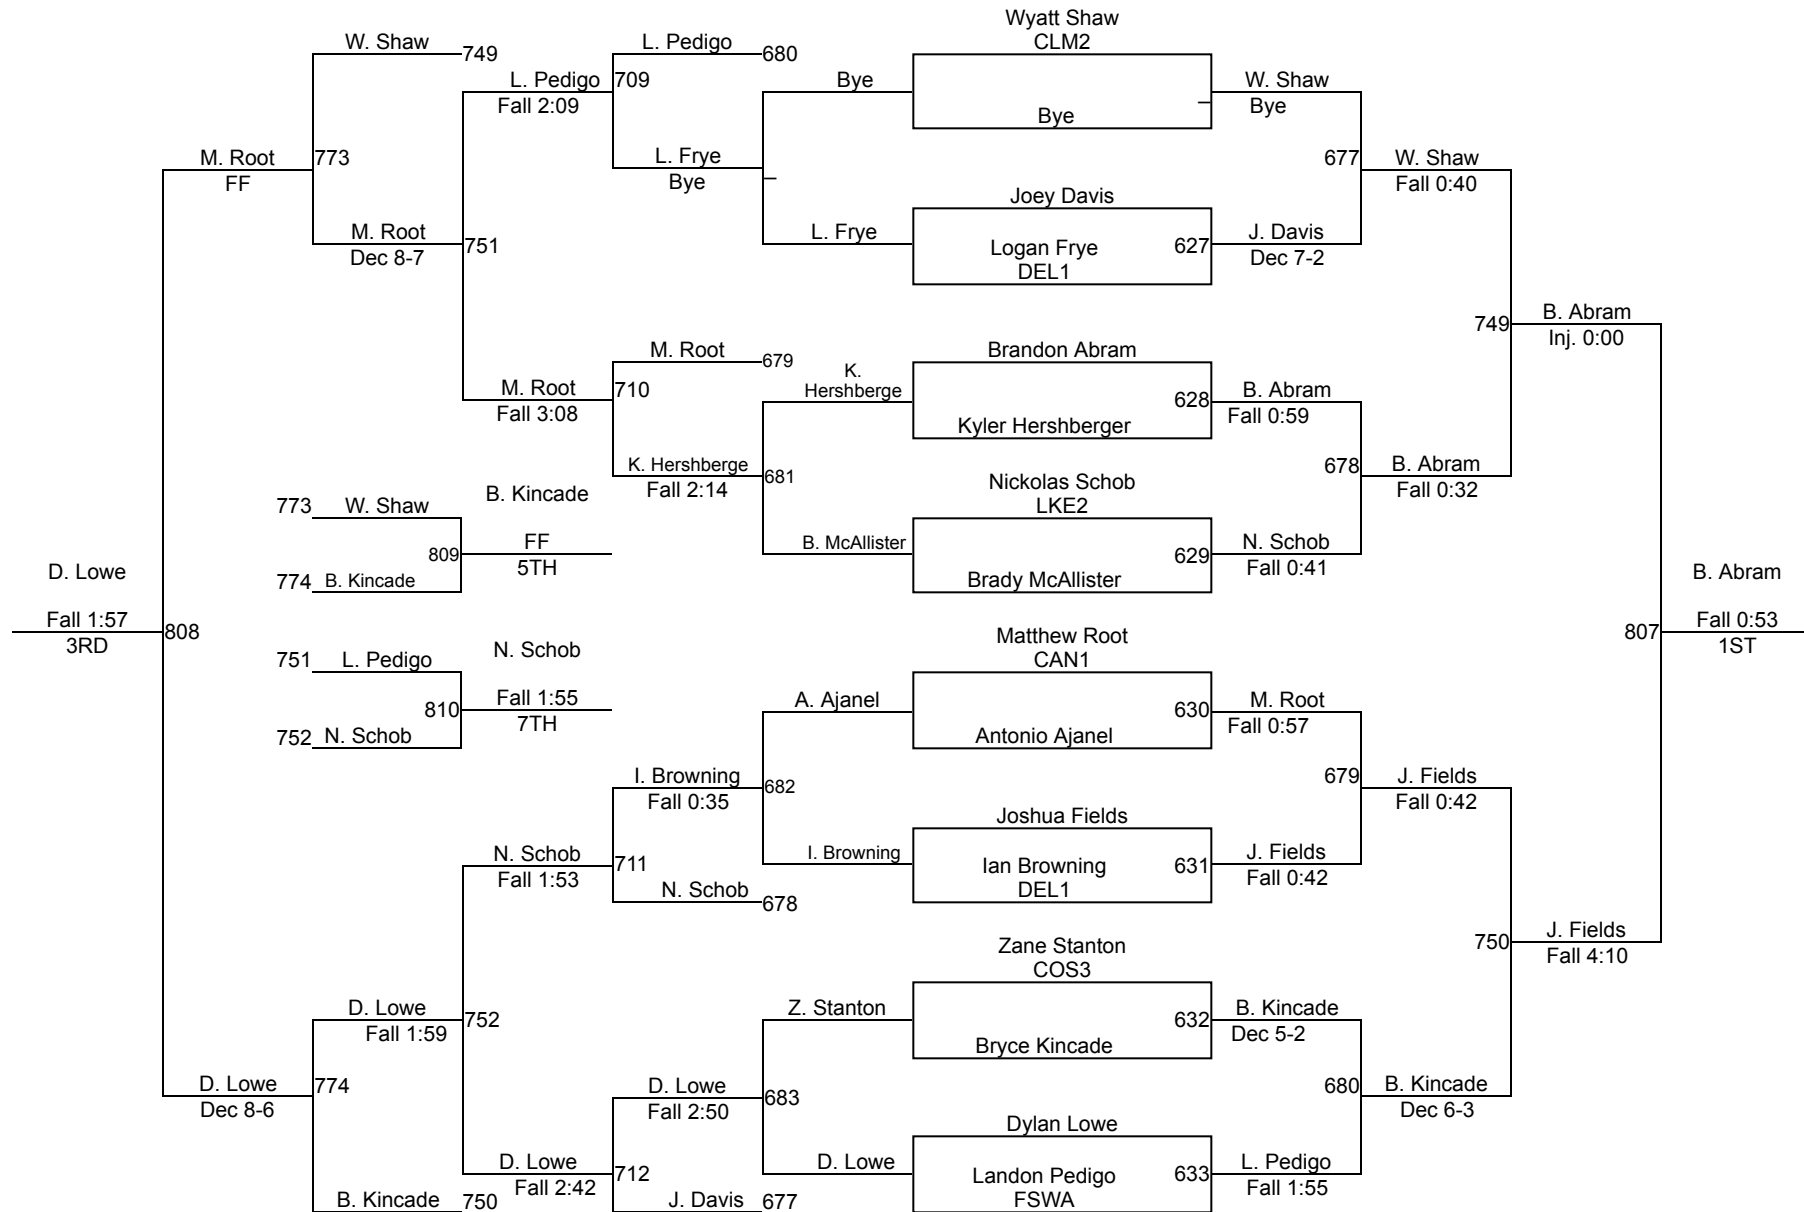 Wyatt Shaw
CLM2
W. Shaw
749
L. Pedigo
680
L. Pedigo
709
Fall 2:09
Bye
W. Shaw
Bye
–
Bye
M. Root
773
FF
L. Frye
Bye
–
677
W. Shaw
Fall 0:40
Joey Davis
M. Root
751
Dec 8-7
L. Frye
Logan Frye
DEL1
627
J. Davis
Dec 7-2
749
B. Abram
Inj. 0:00
M. Root
679
Brandon Abram
M. Root
710
Fall 3:08
K.
Hershberge
628
B. Abram
Fall 0:59
Kyler Hershberger
K. Hershberge
681
Fall 2:14
678
B. Abram
Fall 0:32
Nickolas Schob
LKE2
773
W. Shaw
B. Kincade
809
FF
5TH
774
B. Kincade
B. McAllister
629
N. Schob
Fall 0:41
Brady McAllister
D. Lowe
Fall 1:57
3RD
808
B. Abram
807
Fall 0:53
1ST
Matthew Root
CAN1
751
L. Pedigo
N. Schob
810
Fall 1:55
7TH
752
N. Schob
A. Ajanel
630
M. Root
Fall 0:57
Antonio Ajanel
I. Browning
682
Fall 0:35
679
J. Fields
Fall 0:42
Joshua Fields
N. Schob
711
Fall 1:53
I. Browning
Ian Browning
DEL1
631
J. Fields
Fall 0:42
N. Schob
678
750
J. Fields
Fall 4:10
Zane Stanton
COS3
D. Lowe
752
Fall 1:59
Z. Stanton
632
B. Kincade
Dec 5-2
Bryce Kincade
D. Lowe
774
Dec 8-6
D. Lowe
683
Fall 2:50
680
B. Kincade
Dec 6-3
Dylan Lowe
D. Lowe
712
Fall 2:42
D. Lowe
Landon Pedigo
FSWA
633
L. Pedigo
Fall 1:55
B. Kincade
750
J. Davis
677